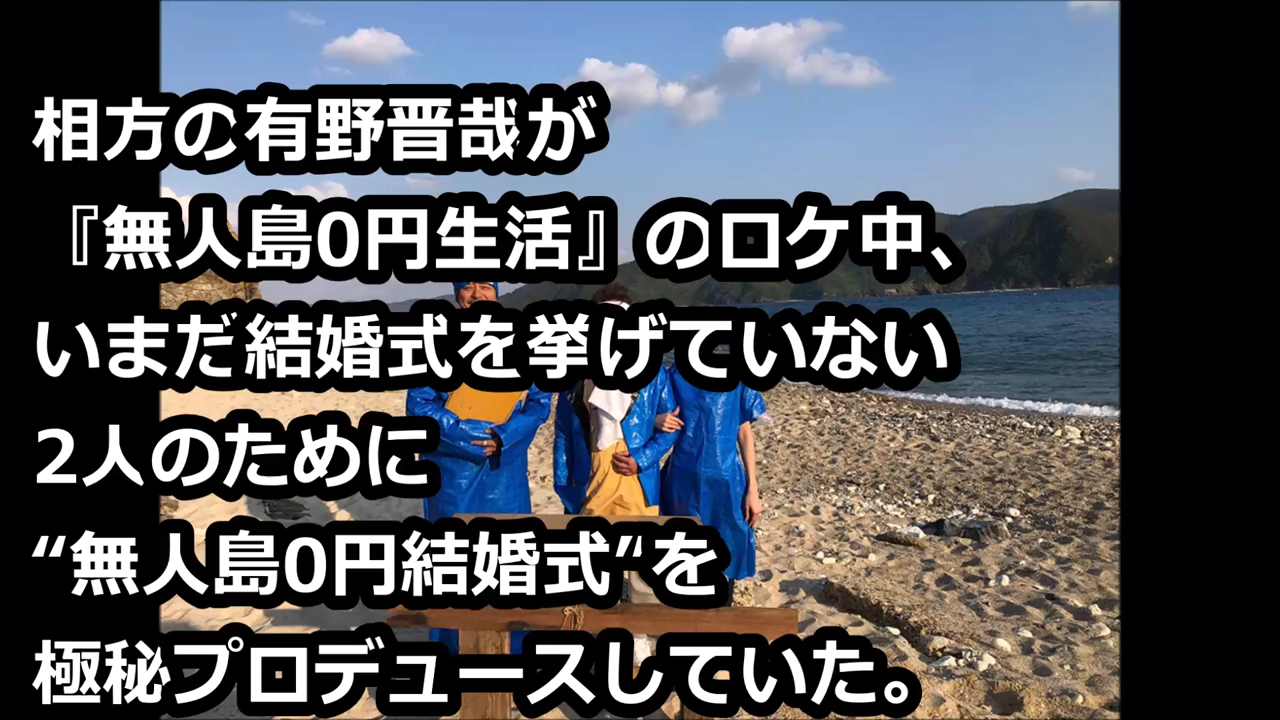 相方の有野晋哉が
『無人島0円生活』のロケ中、
いまだ結婚式を挙げていない
2人のために
“無人島0円結婚式“を
極秘プロデュースしていた。